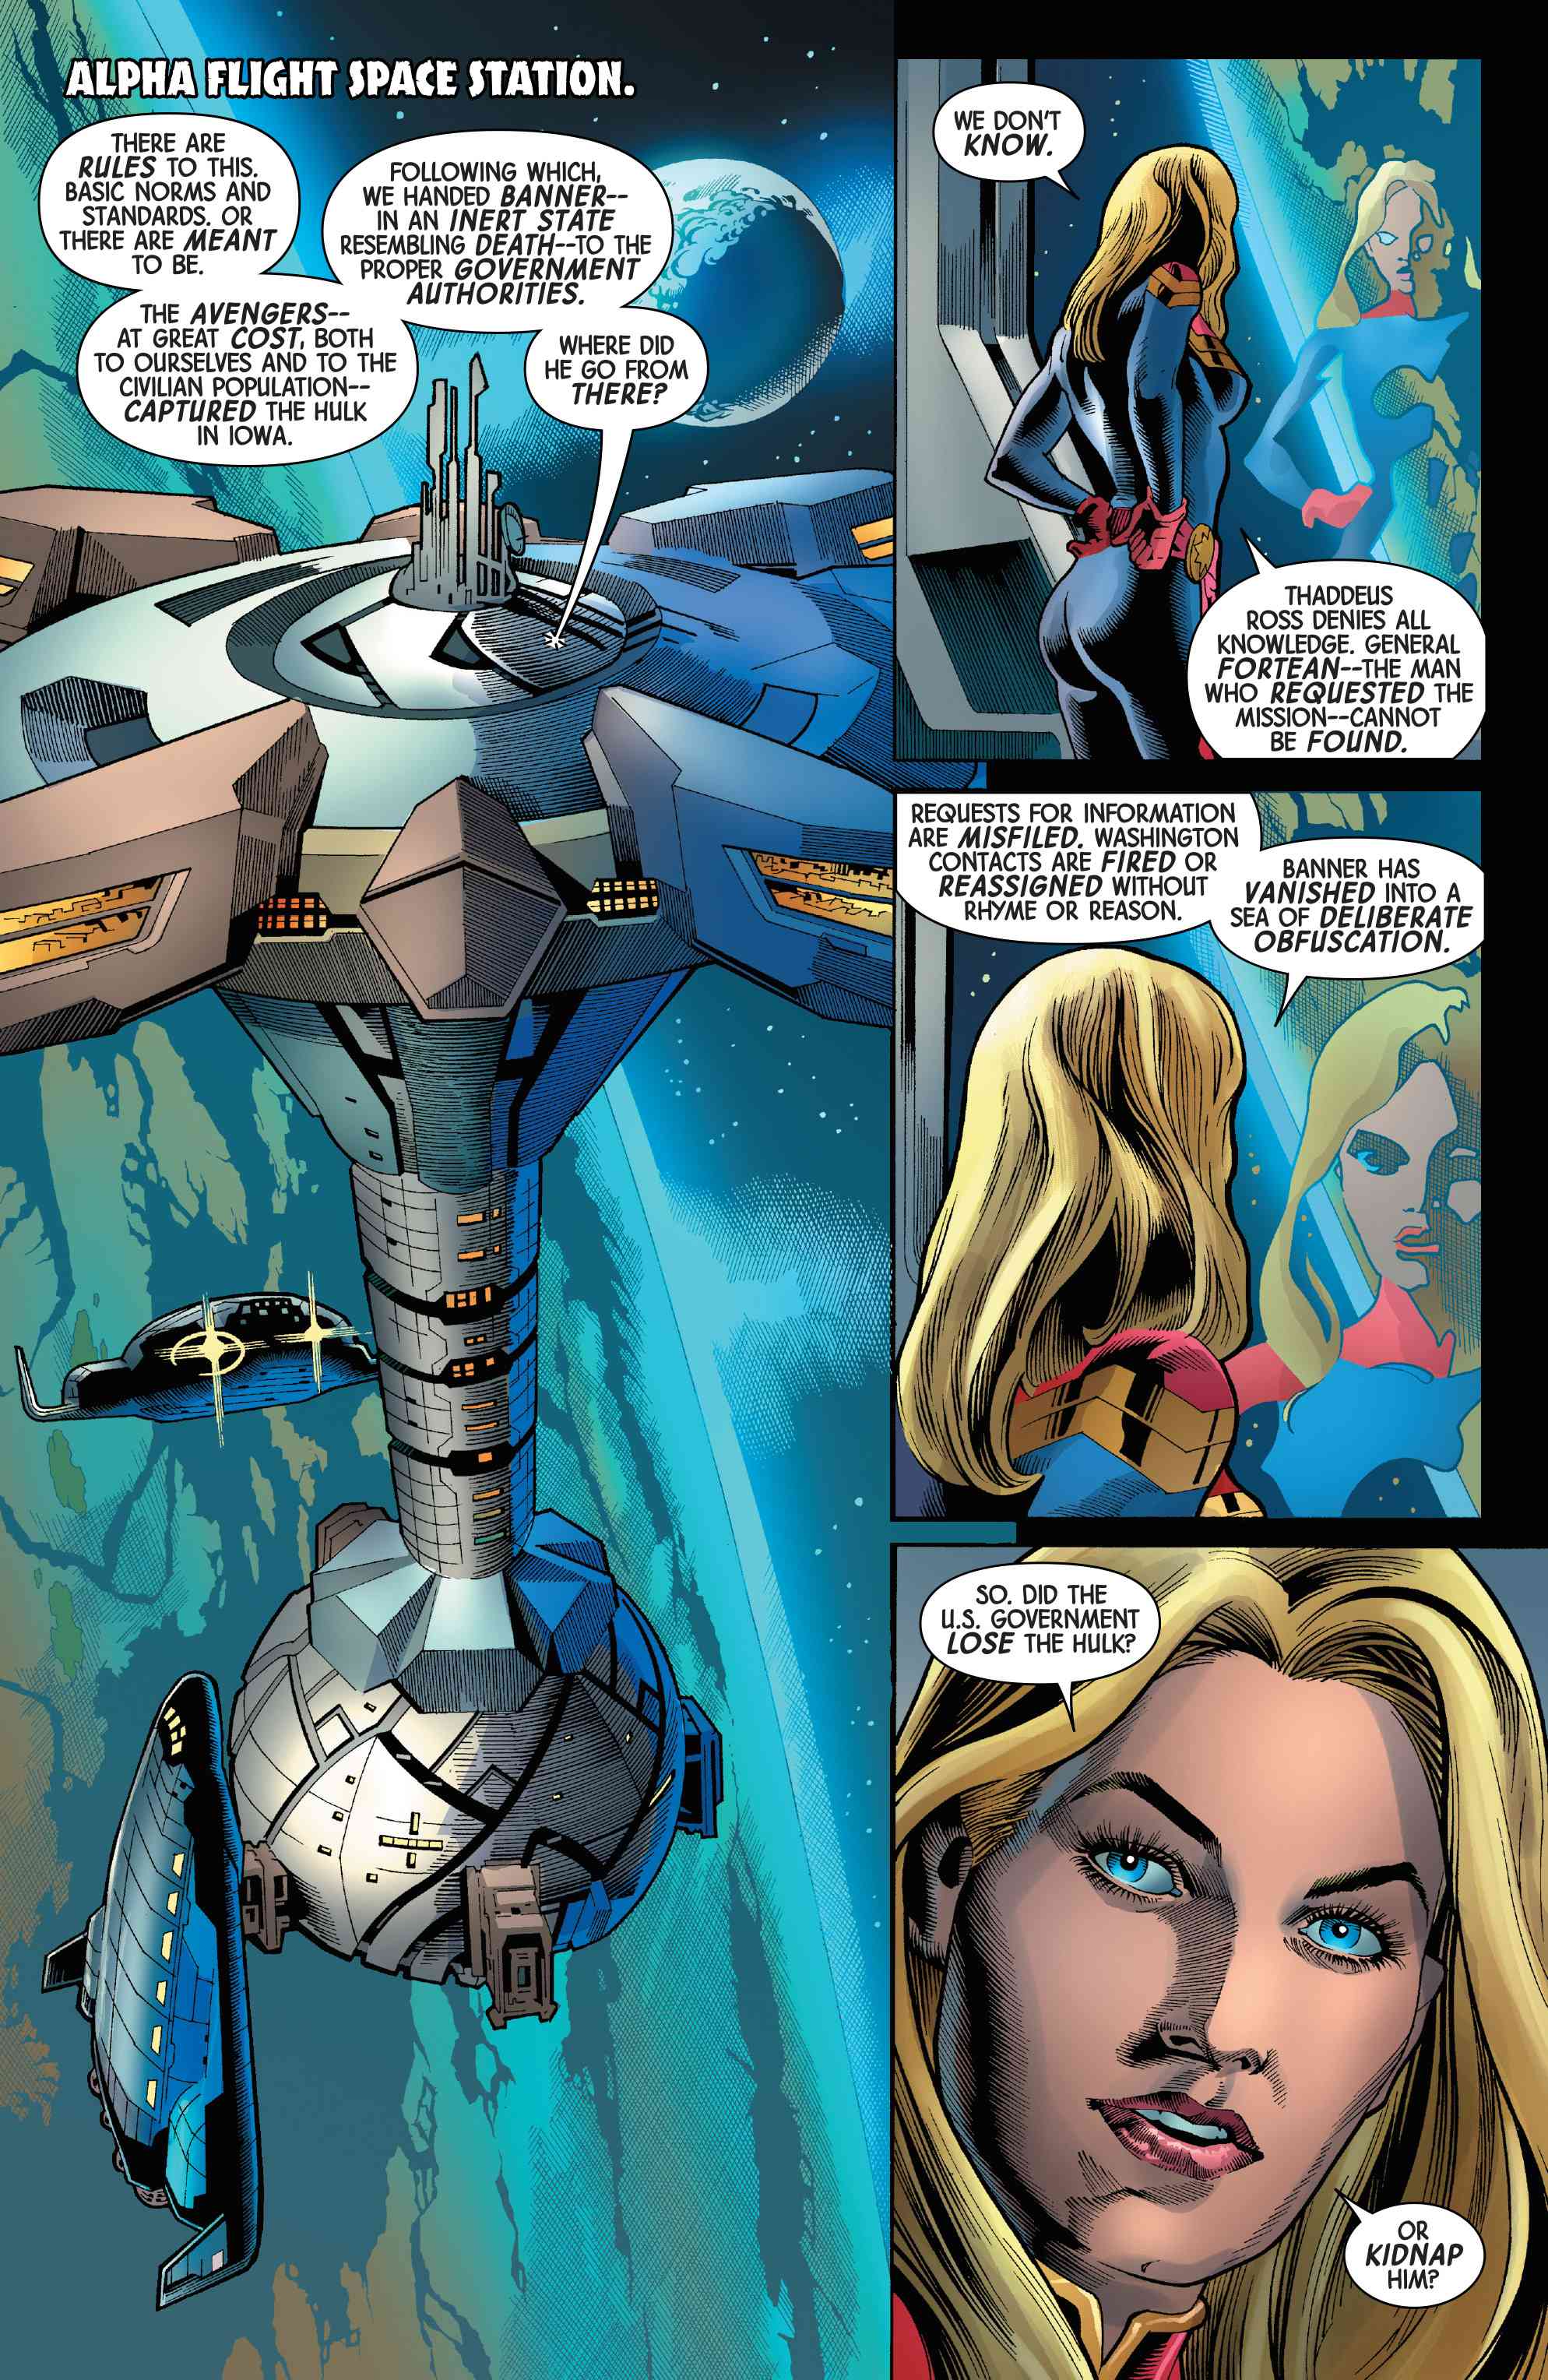 ALPHA FLIGHT SPACE STATION.
THERE ARE
RULES TO THIS.
BASIC NORMS AND
STANDARDS. OR
THERE ARE MEANT
TO BE.
THE AVENGERS--
AT GREAT COST, BOTH
TO OURSELVES AND TO THE
CIVILIAN POPULATION--
CAPTURED THE HULK
IN IOWA.
FOLLOWING WHICH,
WE HANDED BANNER--
IN AN INERT STATE
RESEMBLING DEATH--TO THE
PROPER GOVERNMENT
AUTHORITIES.
WHERE DID
HE GO FROM
THERE?
WE DON'T
KNOW.
THADDEUS
ROSS DENIES ALL
KNOWLEDGE. GENERAL
FORTEAN--THE MAN
WHO REQUESTED THE
MISSION--CANNOT
BE FOUND.
REQUESTS FOR INFORMATION
ARE MISFILED. WASHINGTON
CONTACTS ARE FIRED OR
REASSIGNED WITHOUT
RHYME OR REASON.
BANNER HAS
VANISHED INTO A
SEA OF DELIBERATE
OBFUSCATION.
SO. DID THE
U.S. GOVERNMENT
LOSE THE HULK?
OR
KIDNAP
HIM?